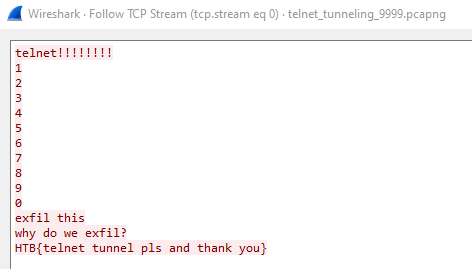 Wireshark · Follow TCP Stream (tcp.stream eq 0) · telnet_tunneling_9999.pcapng
telnet!!!!!!!!
1
2
3
4
5
6
7
8
9
0
exfil this
why do we exfil?
HTB{telnet tunnel pls and thank you}